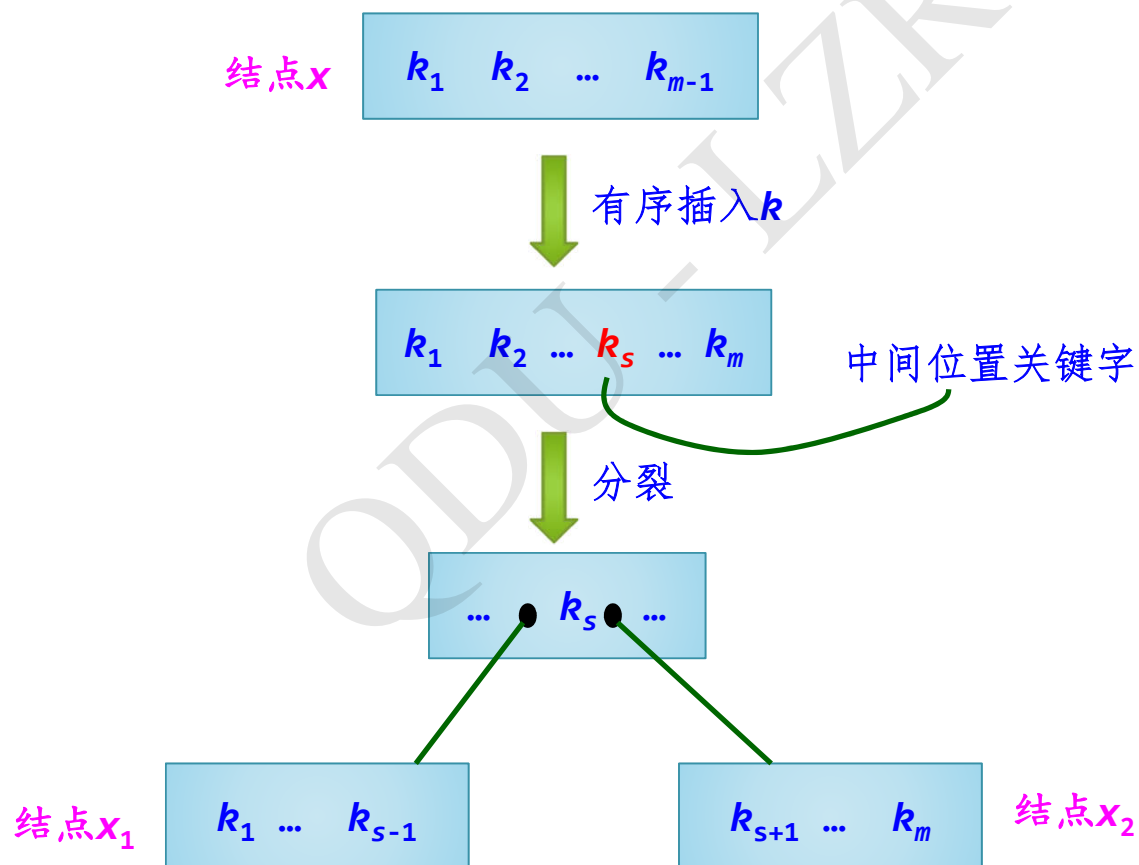 结点x
k₁ k₂ … kₘ₋₁
有序插入k
k₁ k₂ … kₛ … kₘ
中间位置关键字
分裂
… kₛ …
结点x₁
k₁ … kₛ₋₁
kₛ₊₁ … kₘ
结点x₂
QDU - LZR